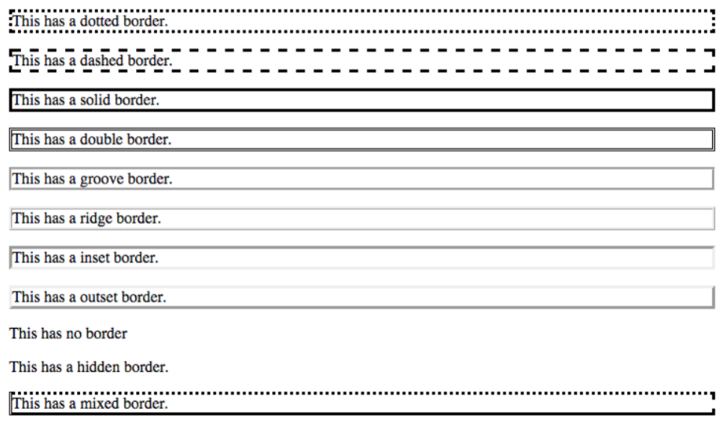 This has a dotted border.
This has a dashed border.
This has a solid border.
This has a double border.
This has a groove border.
This has a ridge border.
This has a inset border.
This has a outset border.
This has no border
This has a hidden border.
This has a mixed border.